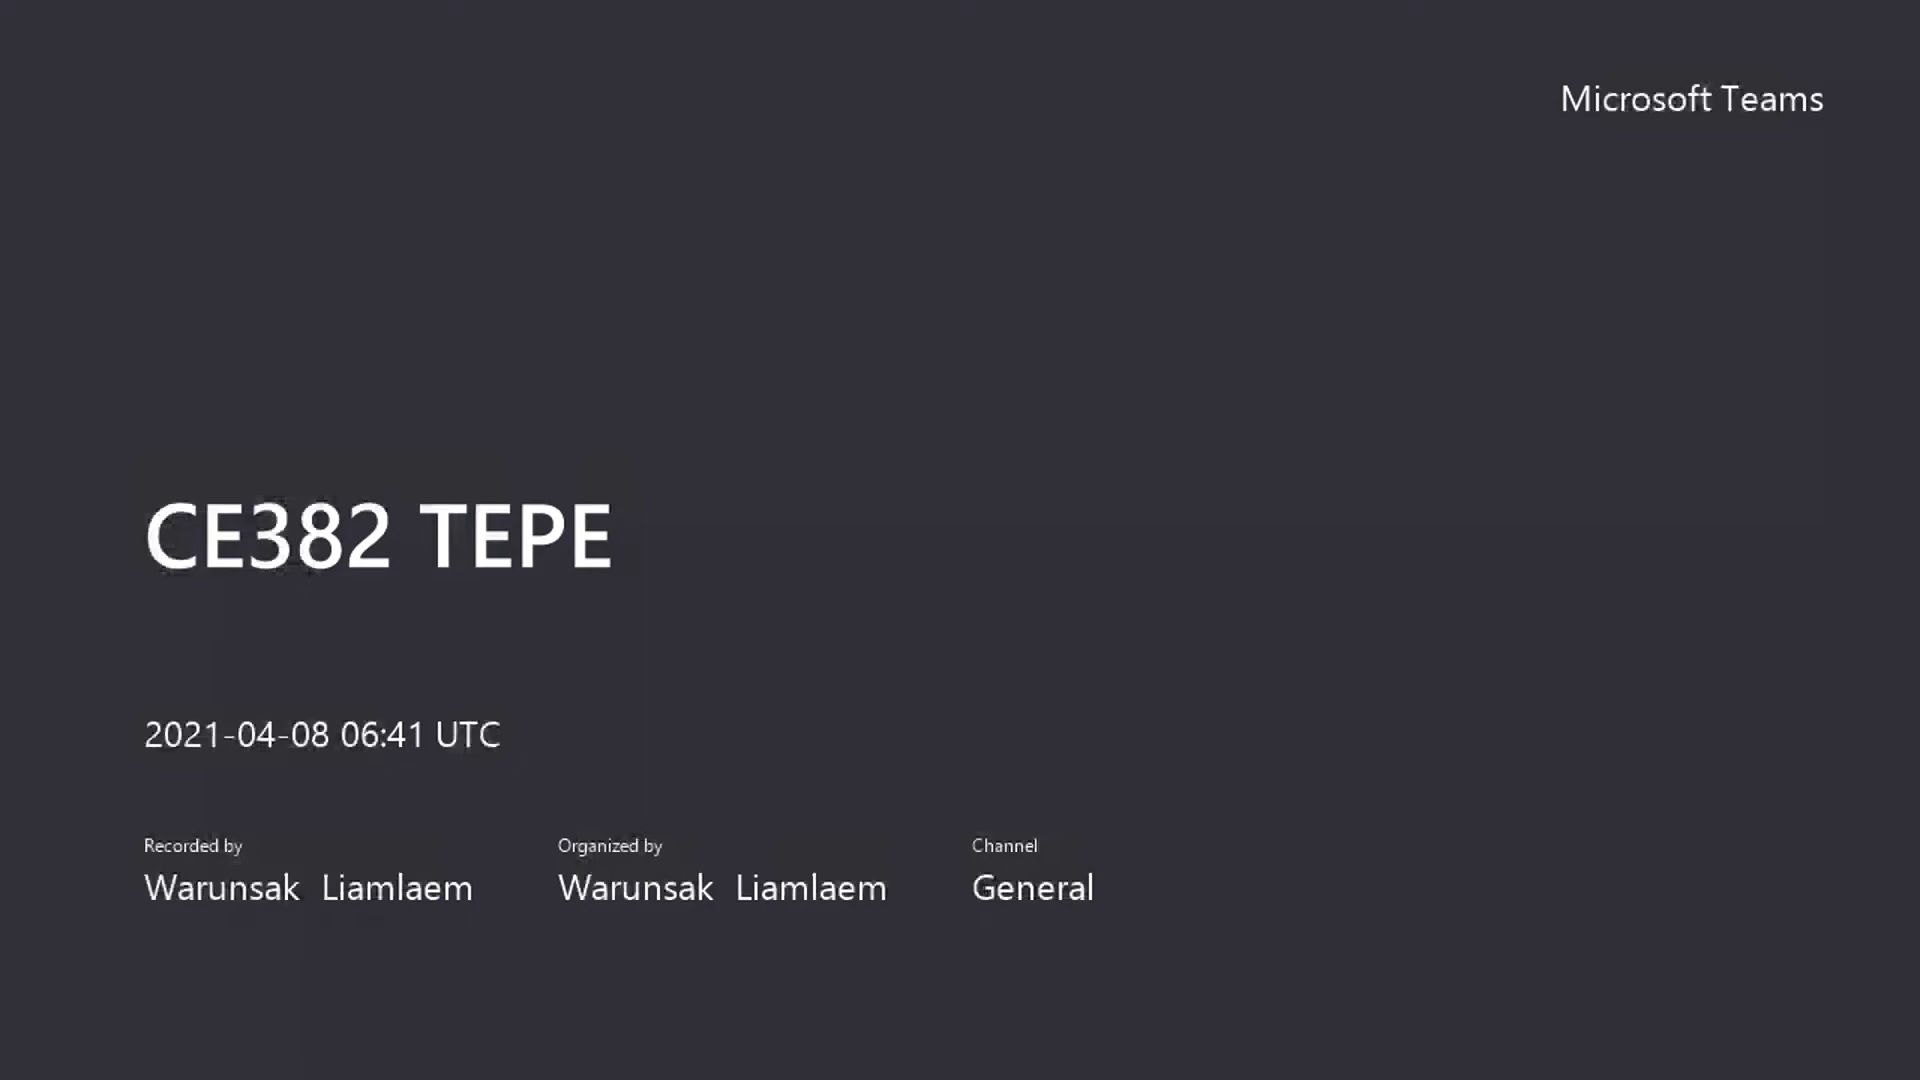 Microsoft Teams
CE382 TEPE
2021-04-08 06:41 UTC
Recorded by Organized by Channel
Warunsak Liamlaem Warunsak Liamlaem General